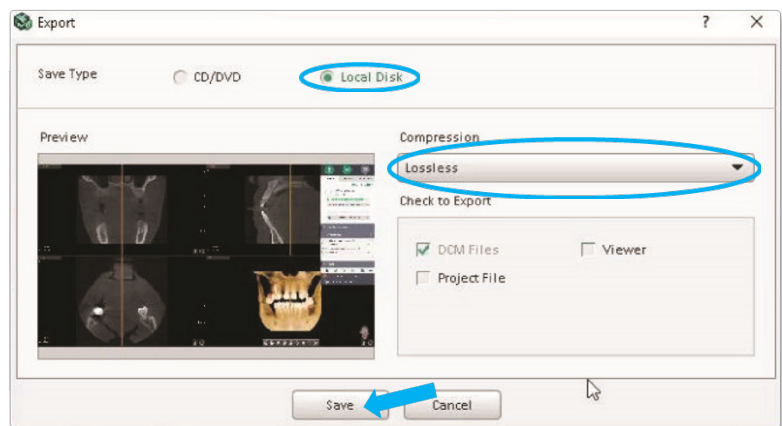 Export
?
Save Type
CD/DVD
Local Disk
Preview
Compression
Lossless
Check to Export
DCM Files
Viewer
Project File
Save
Cancel